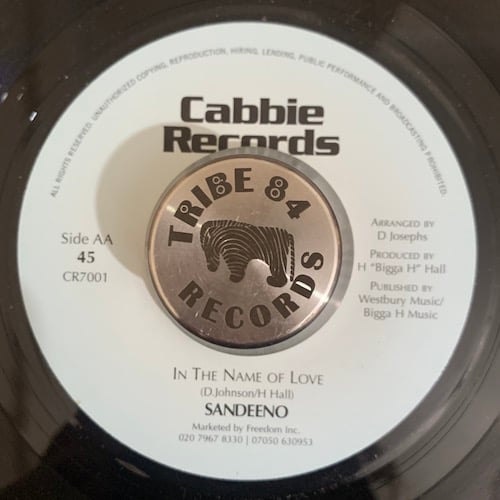 ALL RIGHTS RESERVED. UNAUTHORIZED COPYING, REPRODUCTION, HIRING, LENDING, PUBLIC PERFORMANCE AND BROADCASTING PROHIBITED.
Cabbie
Records
TRIBE 84
RECORDS
Side AA
45
CR7001
ARRANGED BY
D Josephs
PRODUCED BY
H "Bigga H" Hall
PUBLISHED BY
Westbury Music/
Bigga H Music
IN THE NAME OF LOVE
(D.Johnson/H Hall)
SANDEENO
Marketed by Freedom Inc.
020 7967 8330 | 07050 630953